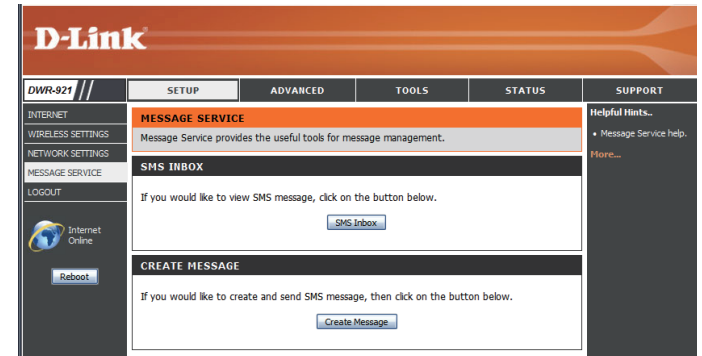 D-Link
DWR-921 SETUP ADVANCED TOOLS STATUS SUPPORT
INTERNET
WIRELESS SETTINGS
NETWORK SETTINGS
MESSAGE SERVICE
LOGOUT
Internet
Online
Reboot
MESSAGE SERVICE
Message Service provides the useful tools for message management.
SMS INBOX
If you would like to view SMS message, click on the button below.
SMS Inbox
CREATE MESSAGE
If you would like to create and send SMS message, then click on the button below.
Create Message
Helpful Hints..
• Message Service help.
More...